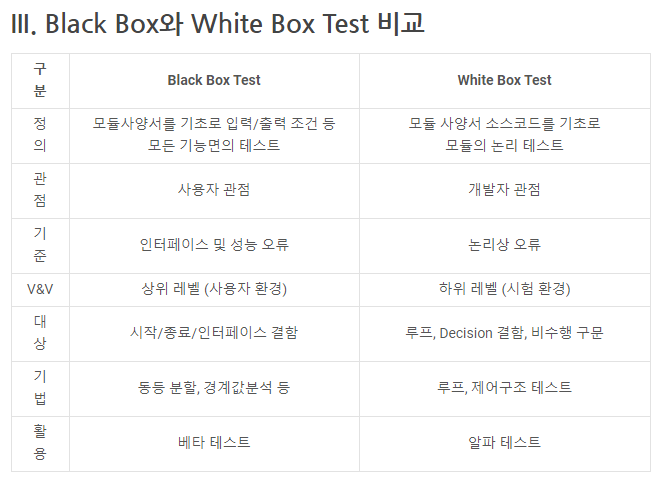 III. Black Box와 White Box Test 비교
구
분
Black Box Test
White Box Test
정
의
모듈사양서를 기초로 입력/출력 조건 등
모든 기능면의 테스트
모듈 사양서 소스코드를 기초로
모듈의 논리 테스트
관
점
사용자 관점
개발자 관점
기
준
인터페이스 및 성능 오류
논리상 오류
V&V
상위 레벨 (사용자 환경)
하위 레벨 (시험 환경)
대
상
시작/종료/인터페이스 결함
루프, Decision 결함, 비수행 구문
기
법
동등 분할, 경계값분석 등
루프, 제어구조 테스트
활
용
베타 테스트
알파 테스트